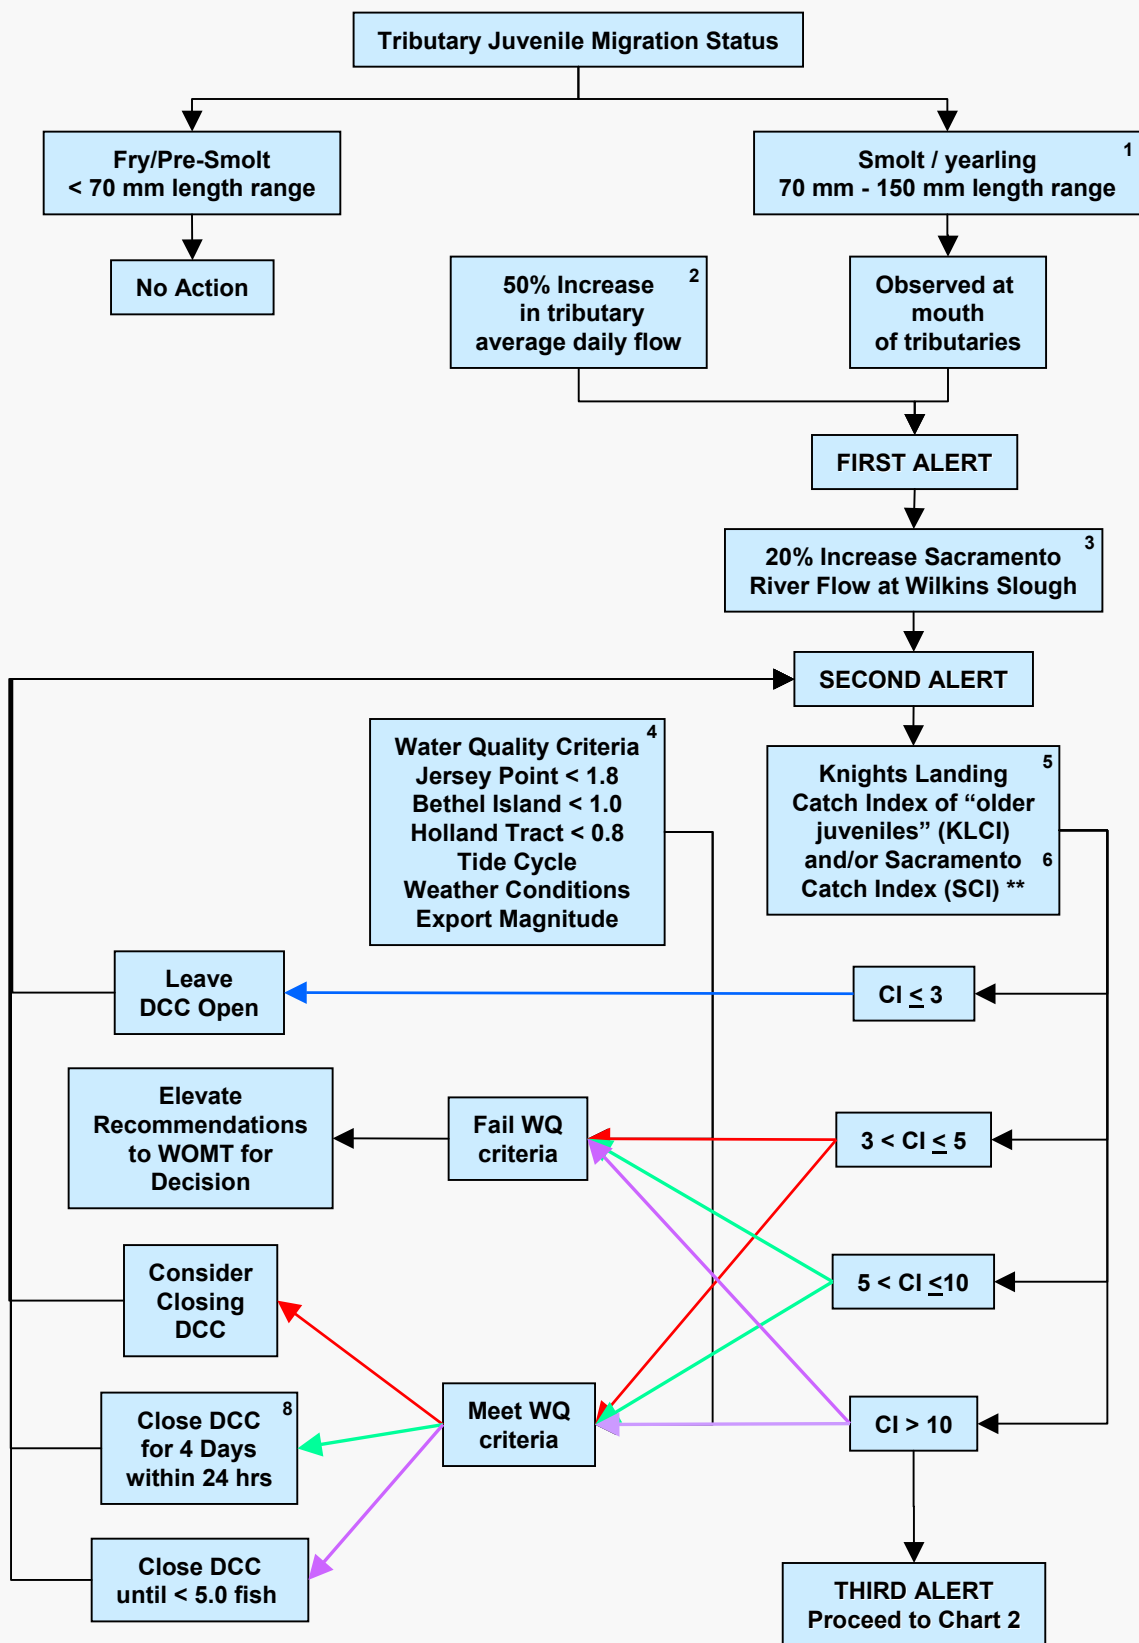 Tributary Juvenile Migration Status
Fry/Pre-Smolt
< 70 mm length range
Smolt / yearling 1
70 mm - 150 mm length range
No Action
50% Increase 2
in tributary
average daily flow
Observed at
mouth
of tributaries
FIRST ALERT
20% Increase Sacramento 3
River Flow at Wilkins Slough
SECOND ALERT
Water Quality Criteria 4
Jersey Point < 1.8
Bethel Island < 1.0
Holland Tract < 0.8
Tide Cycle
Weather Conditions
Export Magnitude
Knights Landing 5
Catch Index of “older
juveniles” (KLCI)
and/or Sacramento 6
Catch Index (SCI) **
Leave
DCC Open
CI ≤ 3
Elevate
Recommendations
to WOMT for
Decision
Fail WQ
criteria
3 < CI ≤ 5
Consider
Closing
DCC
5 < CI ≤10
Close DCC 8
for 4 Days
within 24 hrs
Meet WQ
criteria
CI > 10
Close DCC
until < 5.0 fish
THIRD ALERT
Proceed to Chart 2